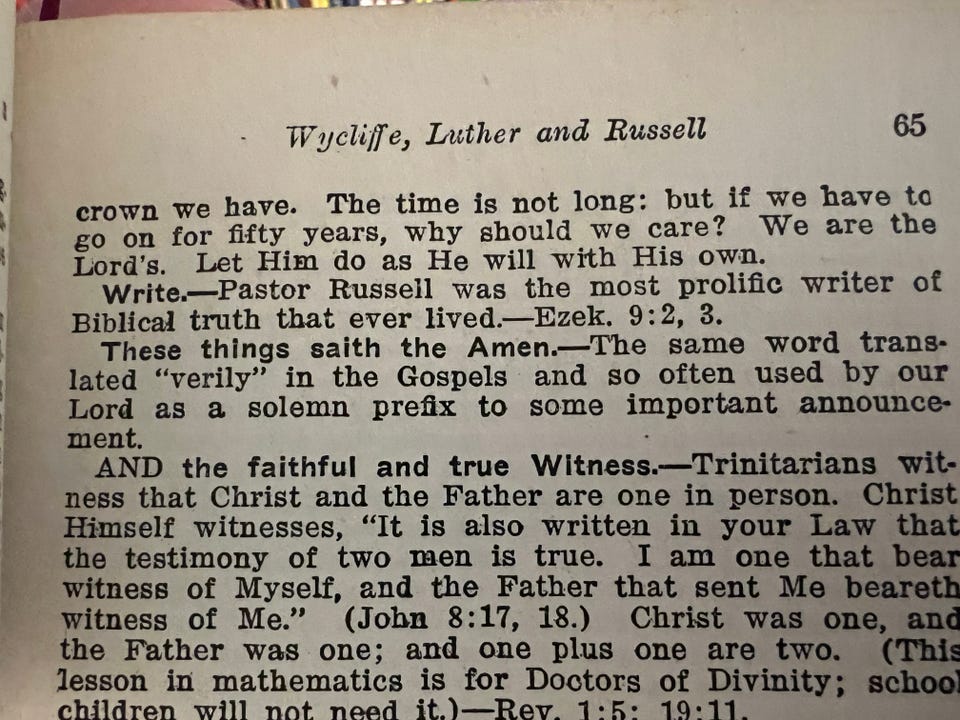 Wycliffe, Luther and Russell 65
crown we have. The time is not long: but if we have to
go on for fifty years, why should we care? We are the
Lord's. Let Him do as He will with His own.
Write.—Pastor Russell was the most prolific writer of
Biblical truth that ever lived.—Ezek. 9:2, 3.
These things saith the Amen.—The same word trans-
lated "verily" in the Gospels and so often used by our
Lord as a solemn prefix to some important announce-
ment.
AND the faithful and true Witness.—Trinitarians wit-
ness that Christ and the Father are one in person. Christ
Himself witnesses, "It is also written in your Law that
the testimony of two men is true. I am one that bear
witness of Myself, and the Father that sent Me beareth
witness of Me." (John 8:17, 18.) Christ was one, and
the Father was one; and one plus one are two. (This
lesson in mathematics is for Doctors of Divinity; school
children will not need it.)—Rev. 1:5; 19:11.